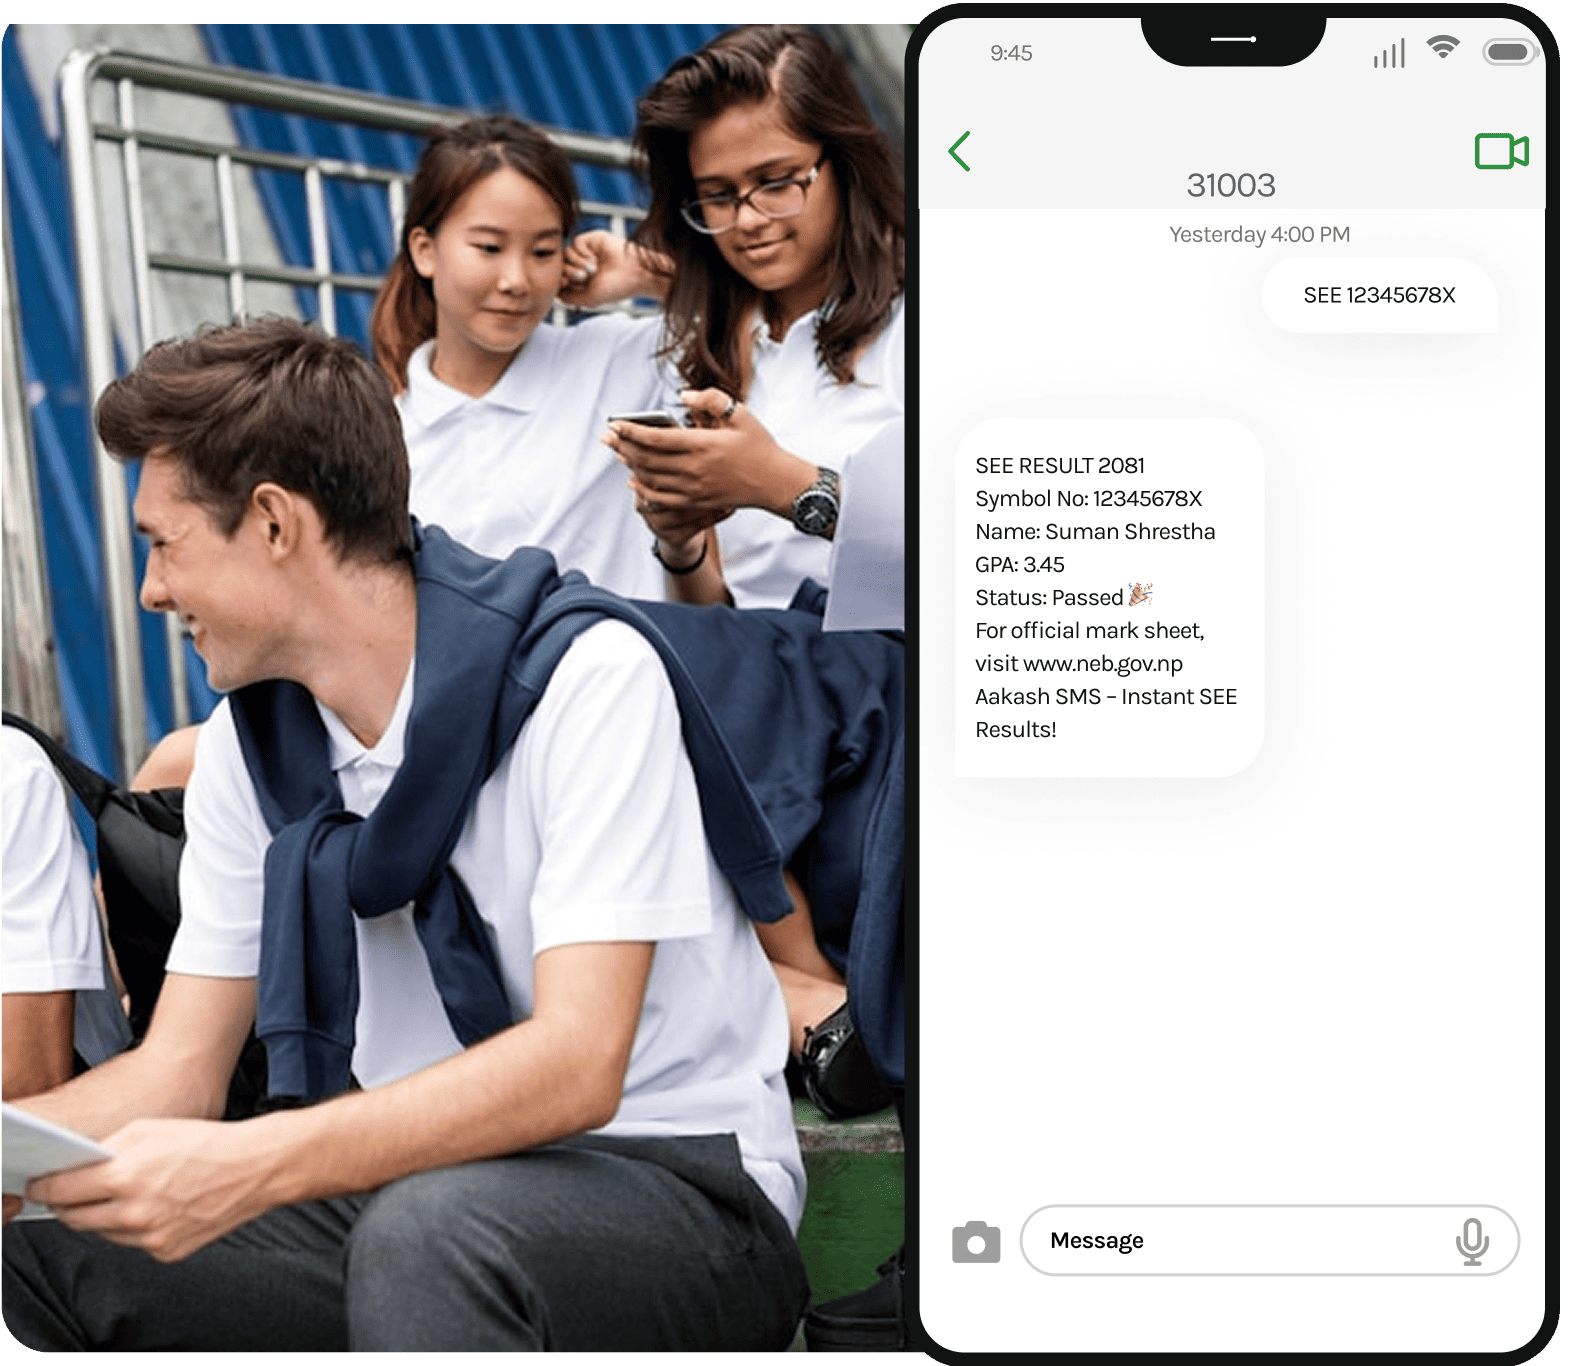 9:45
31003
Yesterday 4:00 PM
SEE 12345678X
SEE RESULT 2081
Symbol No: 12345678X
Name: Suman Shrestha
GPA: 3.45
Status: Passed🎉
For official mark sheet,
visit www.neb.gov.np
Aakash SMS – Instant SEE
Results!
Message